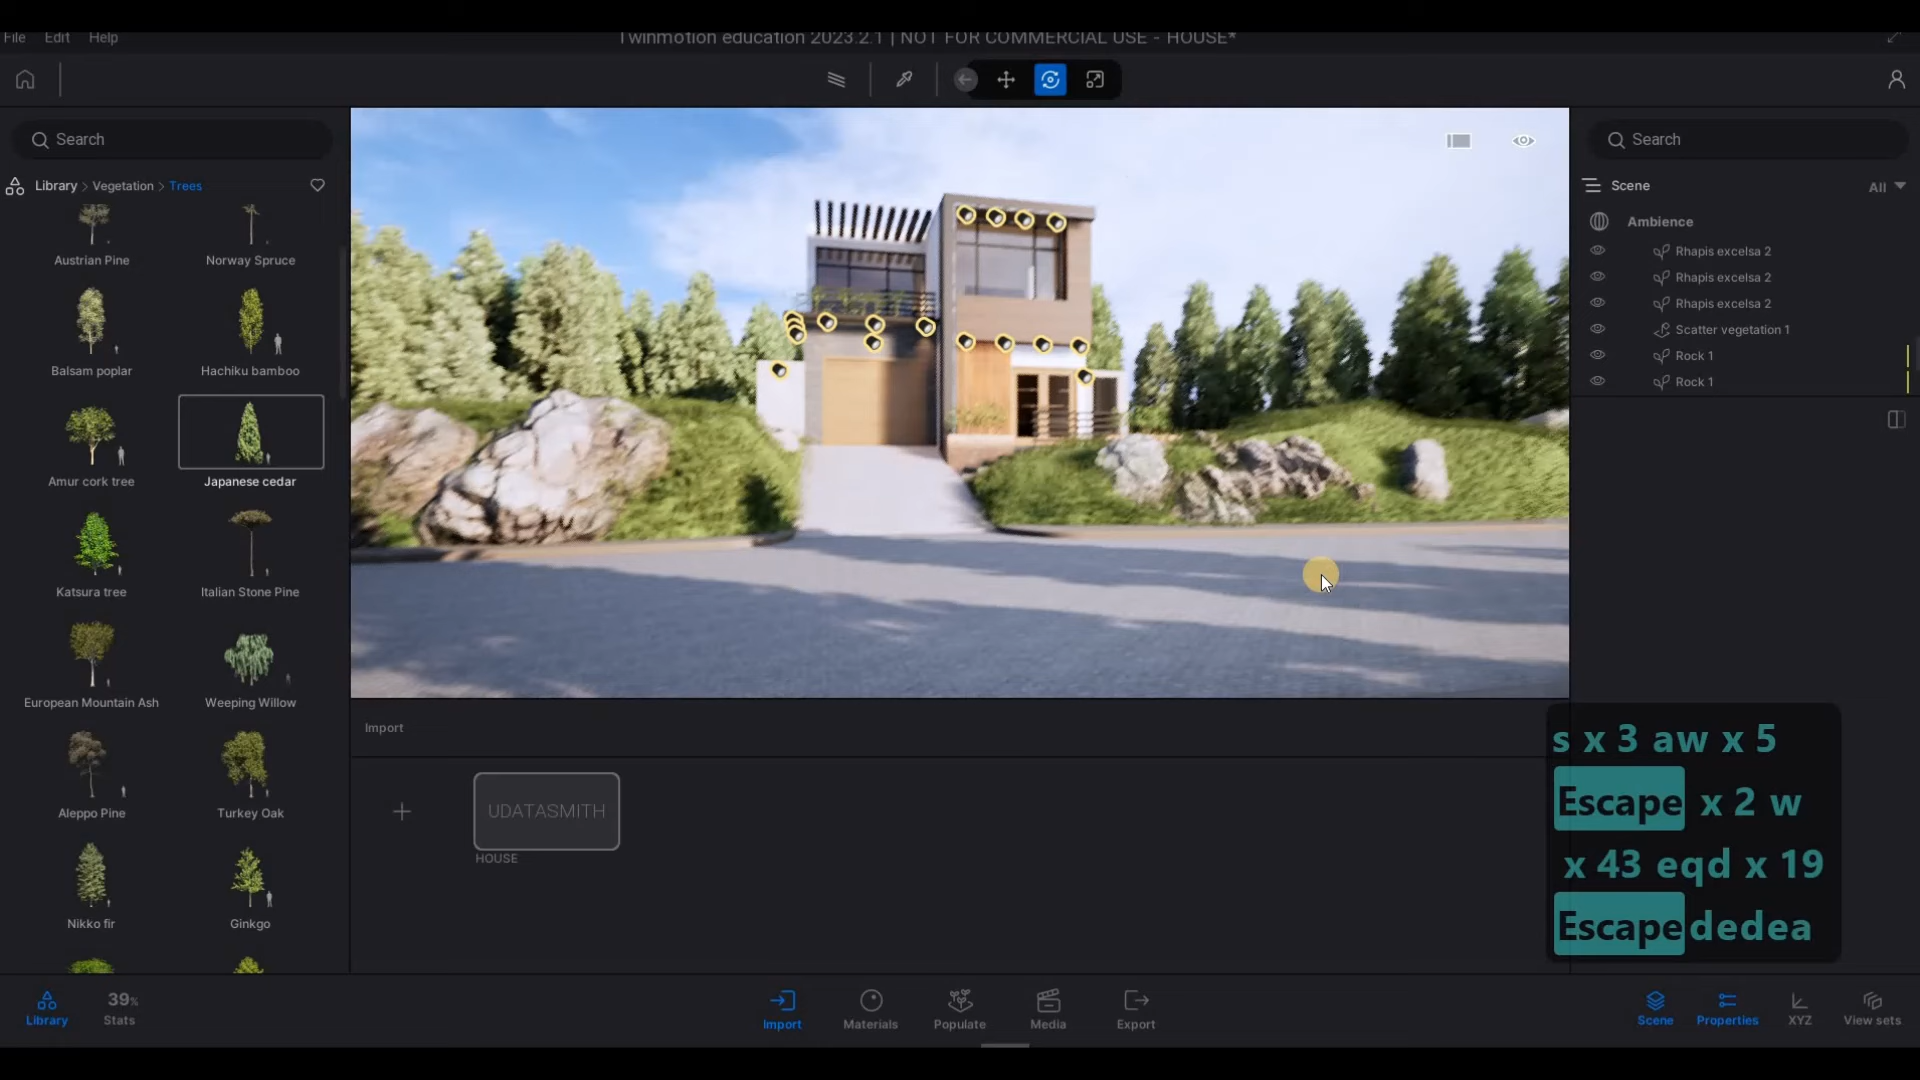 File Edit Help
Twinmotion education 2023.2.1 | NOT FOR COMMERCIAL USE - HOUSE*
Search
Library > Vegetation > Trees
Austrian Pine
Norway Spruce
Balsam poplar
Hachiku bamboo
Amur cork tree
Japanese cedar
Katsura tree
Italian Stone Pine
European Mountain Ash
Weeping Willow
Aleppo Pine
Turkey Oak
Nikko fir
Ginkgo
Search
Scene
All
Ambience
Rhapis excelsa 2
Rhapis excelsa 2
Rhapis excelsa 2
Scatter vegetation 1
Rock 1
Rock 1
Import
UDATASMITH
HOUSE
s x 3 aw x 5
Escape x 2 w
x 43 eqd x 19
Escape dedea
Library
39%
Stats
Import
Materials
Populate
Media
Export
Scene
Properties
XYZ
View sets